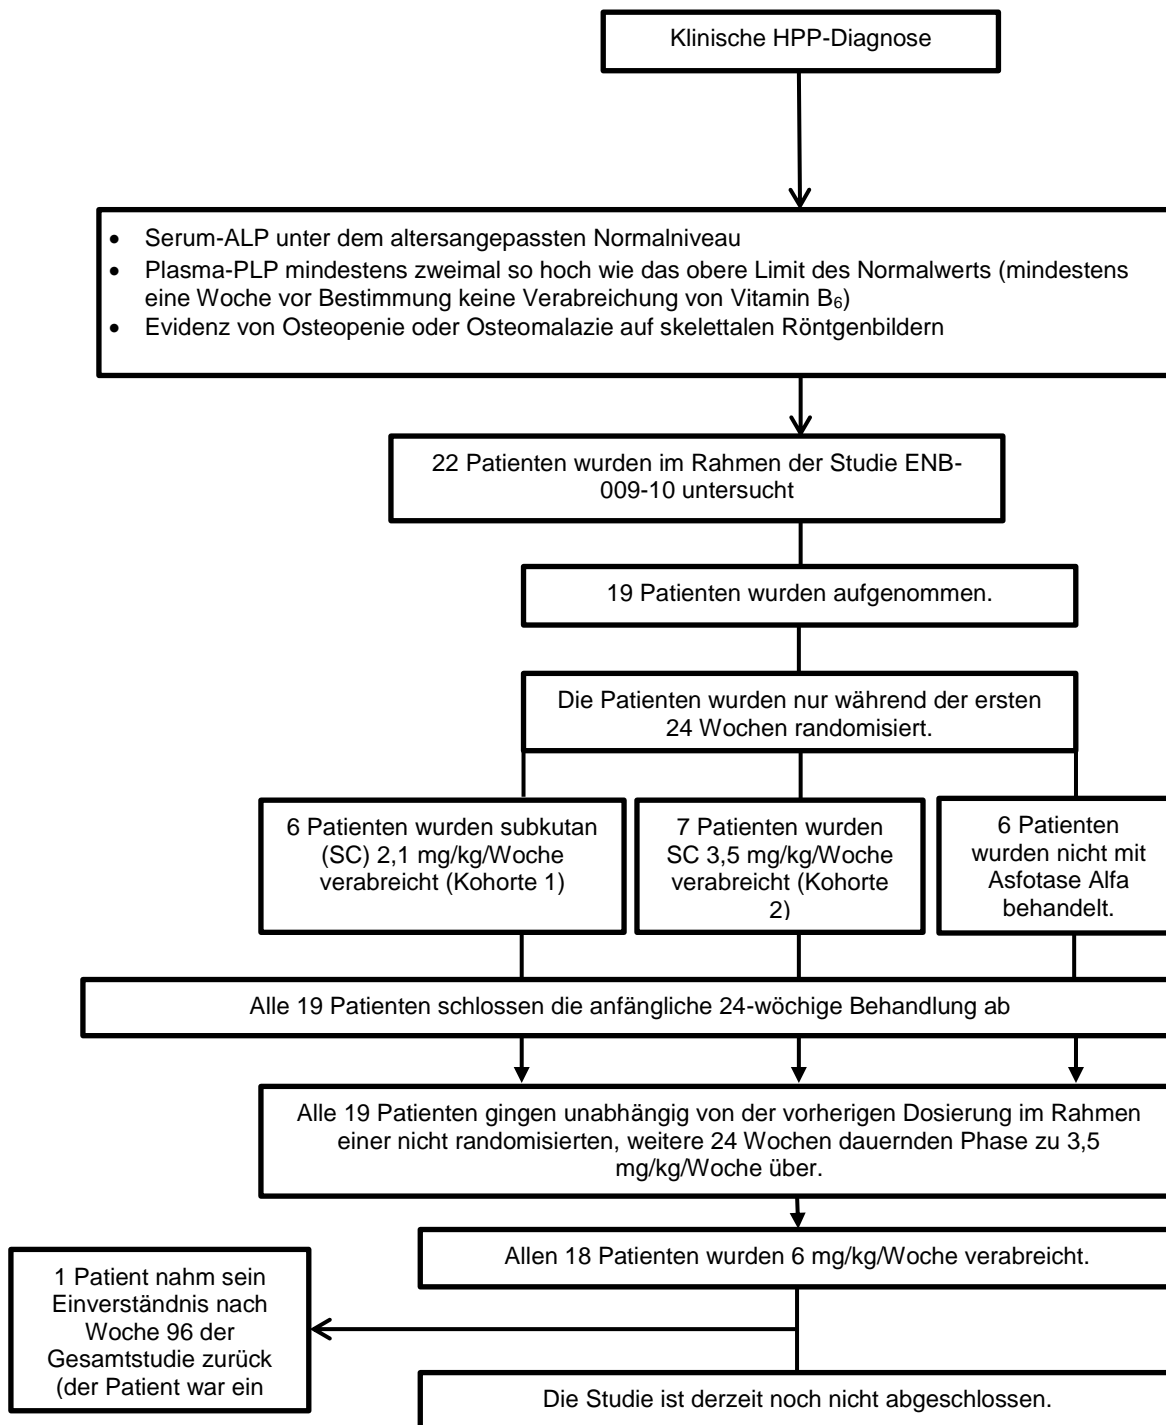 Klinische HPP-Diagnose
• Serum-ALP unter dem altersangepassten Normalniveau
• Plasma-PLP mindestens zweimal so hoch wie das obere Limit des Normalwerts (mindestens
eine Woche vor Bestimmung keine Verabreichung von Vitamin B₆)
• Evidenz von Osteopenie oder Osteomalazie auf skelettalen Röntgenbildern
22 Patienten wurden im Rahmen der Studie ENB-
009-10 untersucht
19 Patienten wurden aufgenommen.
Die Patienten wurden nur während der ersten
24 Wochen randomisiert.
6 Patienten wurden subkutan
(SC) 2,1 mg/kg/Woche
verabreicht (Kohorte 1)
7 Patienten wurden
SC 3,5 mg/kg/Woche
verabreicht (Kohorte
2)
6 Patienten
wurden nicht mit
Asfotase Alfa
behandelt.
Alle 19 Patienten schlossen die anfängliche 24-wöchige Behandlung ab
Alle 19 Patienten gingen unabhängig von der vorherigen Dosierung im Rahmen
einer nicht randomisierten, weitere 24 Wochen dauernden Phase zu 3,5
mg/kg/Woche über.
Allen 18 Patienten wurden 6 mg/kg/Woche verabreicht.
1 Patient nahm sein
Einverständnis nach
Woche 96 der
Gesamtstudie zurück
(der Patient war ein
Die Studie ist derzeit noch nicht abgeschlossen.